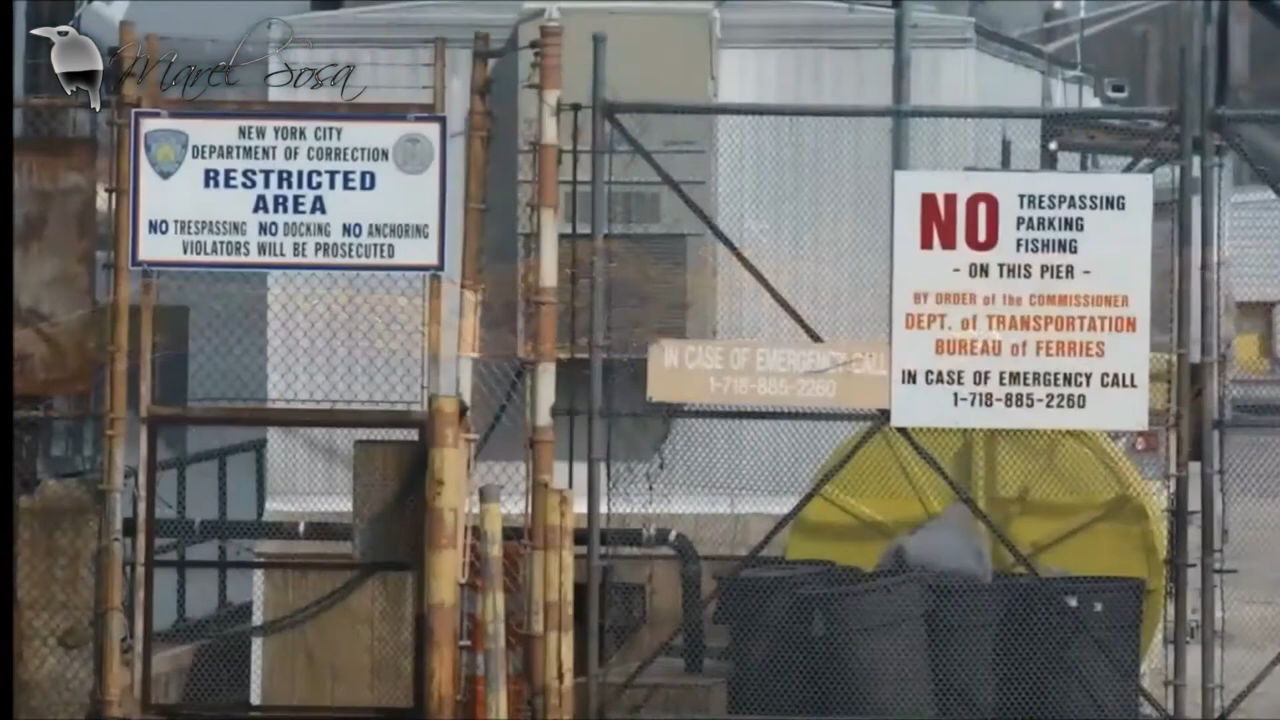 Marel Sosa
NEW YORK CITY
DEPARTMENT OF CORRECTION
RESTRICTED
AREA
NO TRESPASSING NO DOCKING NO ANCHORING
VIOLATORS WILL BE PROSECUTED
IN CASE OF EMERGENCY CALL
1-718-885-2260
NO TRESPASSING
PARKING
FISHING
- ON THIS PIER -
BY ORDER of the COMMISSIONER
DEPT. of TRANSPORTATION
BUREAU of FERRIES
IN CASE OF EMERGENCY CALL
1-718-885-2260